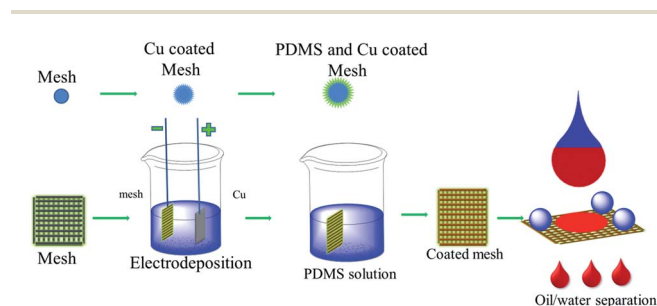 Mesh
Cu coated
Mesh
PDMS and Cu coated
Mesh
mesh
Cu
Mesh
Electrodeposition
PDMS solution
Coated mesh
Oil/water separation